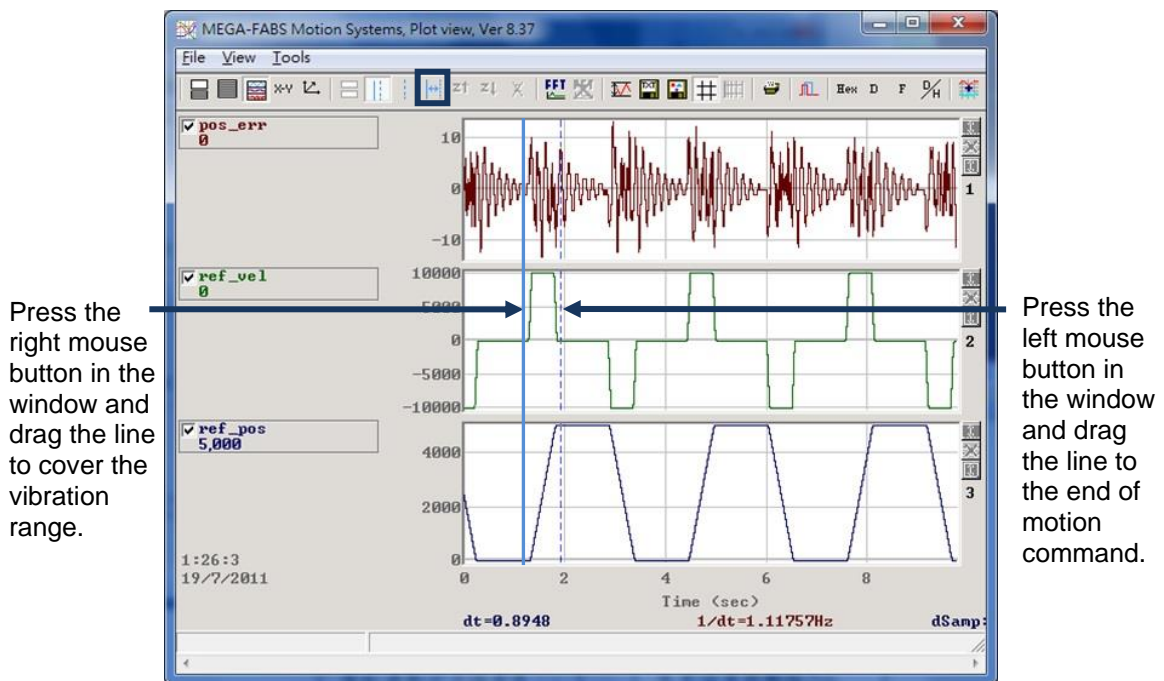 MEGA-FABS Motion Systems, Plot view, Ver 8.37
File View Tools
X-Y
z↑ z↓
FFT
TXT
Hex D F D/H
pos_err
0
10
0
-10
1
ref_vel
0
10000
5000
0
-5000
-10000
2
ref_pos
5,000
4000
2000
0
3
1:26:3
19/7/2011
0 2 4 6 8
Time (sec)
dt=0.8948 1/dt=1.11757Hz dSamp:
Press the
right mouse
button in the
window and
drag the line
to cover the
vibration
range.
Press the
left mouse
button in
the window
and drag
the line to
the end of
motion
command.